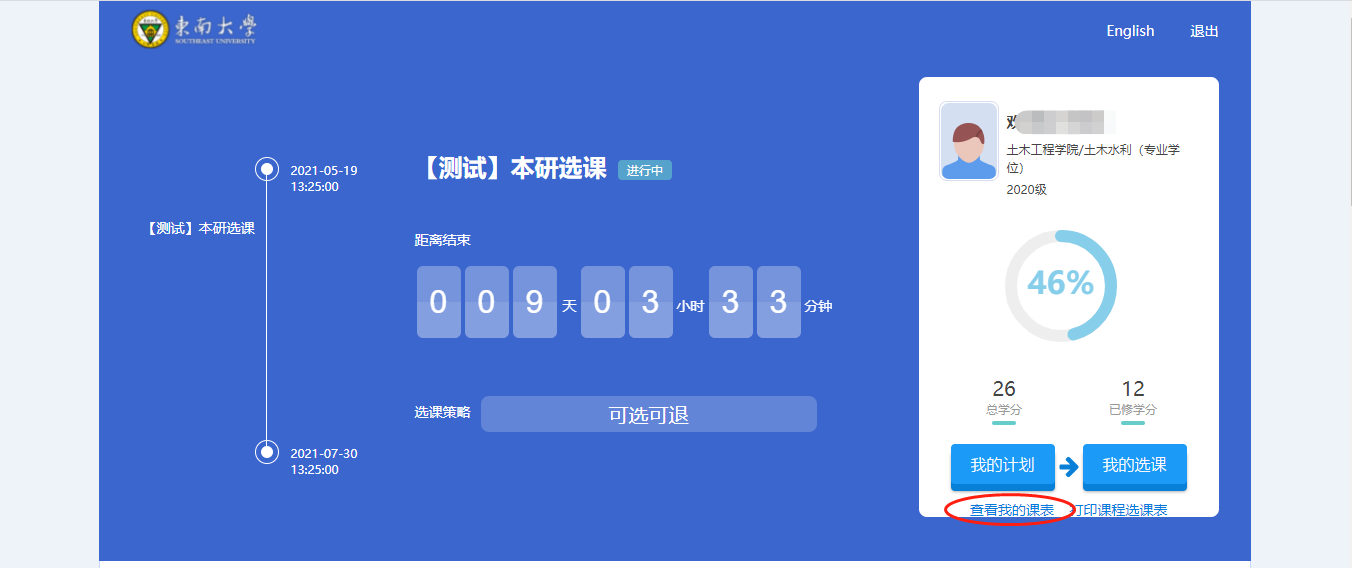 東南大學
SOUTHEAST UNIVERSITY
English
退出
2021-05-19
13:25:00
【测试】本研选课
2021-07-30
13:25:00
【测试】本研选课
进行中
距离结束
0 0 9 天 0 3 小时 3 3 分钟
选课策略
可选可退
土木工程学院/土木水利（专业学
位）
2020级
46%
26
总学分
12
已修学分
我的计划
我的选课
查看我的课表
打印课程选课表